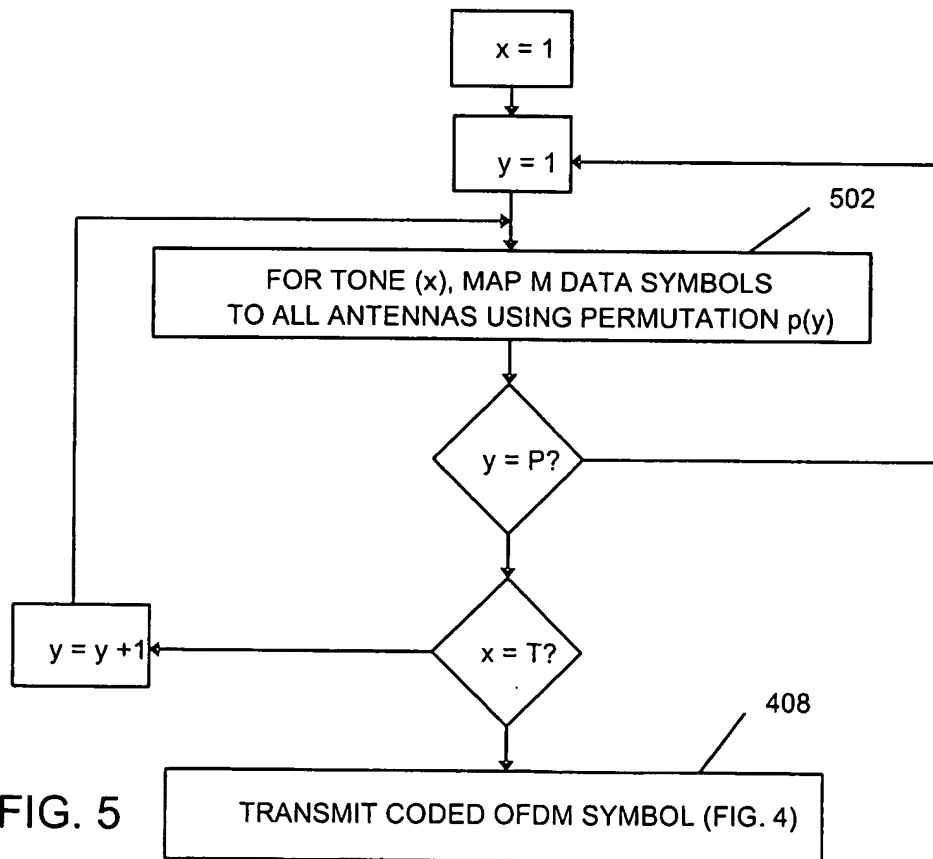 x = 1
y = 1
502
FOR TONE (x), MAP M DATA SYMBOLS
TO ALL ANTENNAS USING PERMUTATION p(y)
y = P?
y = y +1
x = T?
408
TRANSMIT CODED OFDM SYMBOL (FIG. 4)
FIG. 5